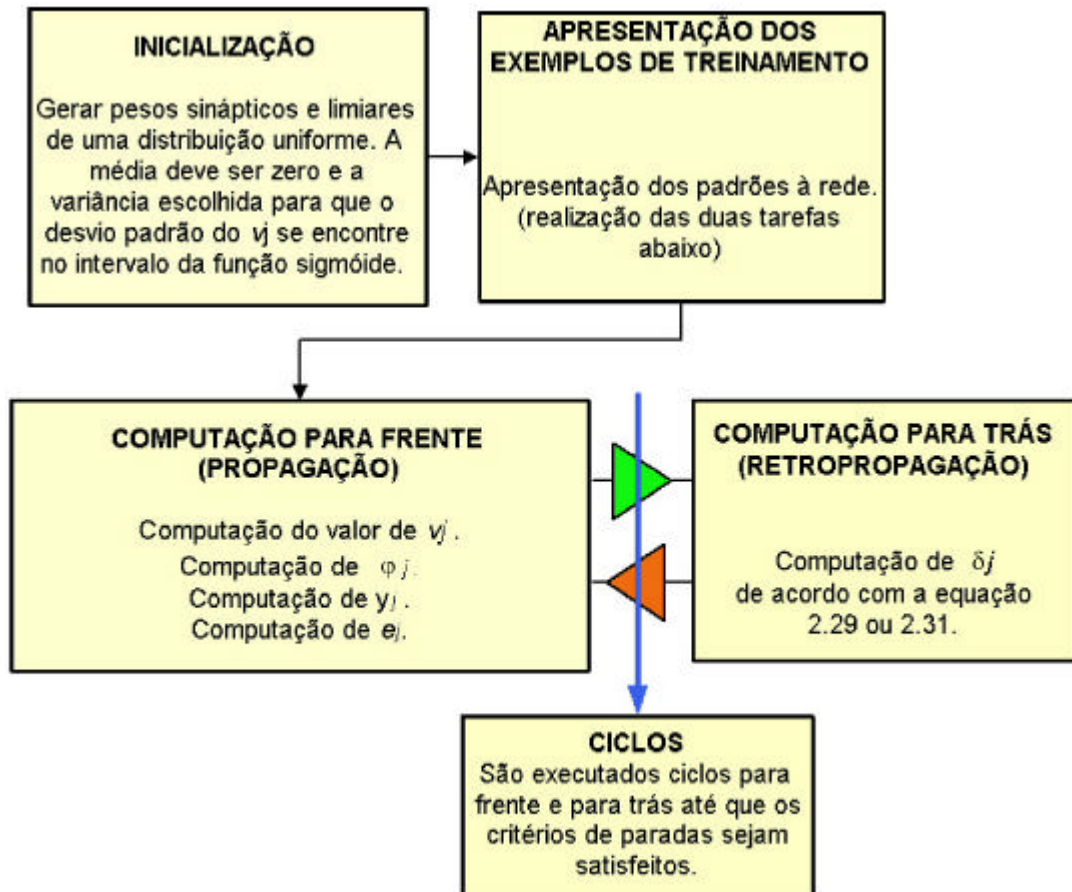 INICIALIZAÇÃO
Gerar pesos sinápticos e limiares
de uma distribuição uniforme. A
média deve ser zero e a
variância escolhida para que o
desvio padrão do vj se encontre
no intervalo da função sigmóide.
APRESENTAÇÃO DOS
EXEMPLOS DE TREINAMENTO
Apresentação dos padrões à rede.
(realização das duas tarefas
abaixo)
COMPUTAÇÃO PARA FRENTE
(PROPAGAÇÃO)
Computação do valor de vj .
Computação de φj.
Computação de yj.
Computação de ej.
COMPUTAÇÃO PARA TRÁS
(RETROPROPAGAÇÃO)
Computação de δj
de acordo com a equação
2.29 ou 2.31.
CICLOS
São executados ciclos para
frente e para trás até que os
critérios de paradas sejam
satisfeitos.